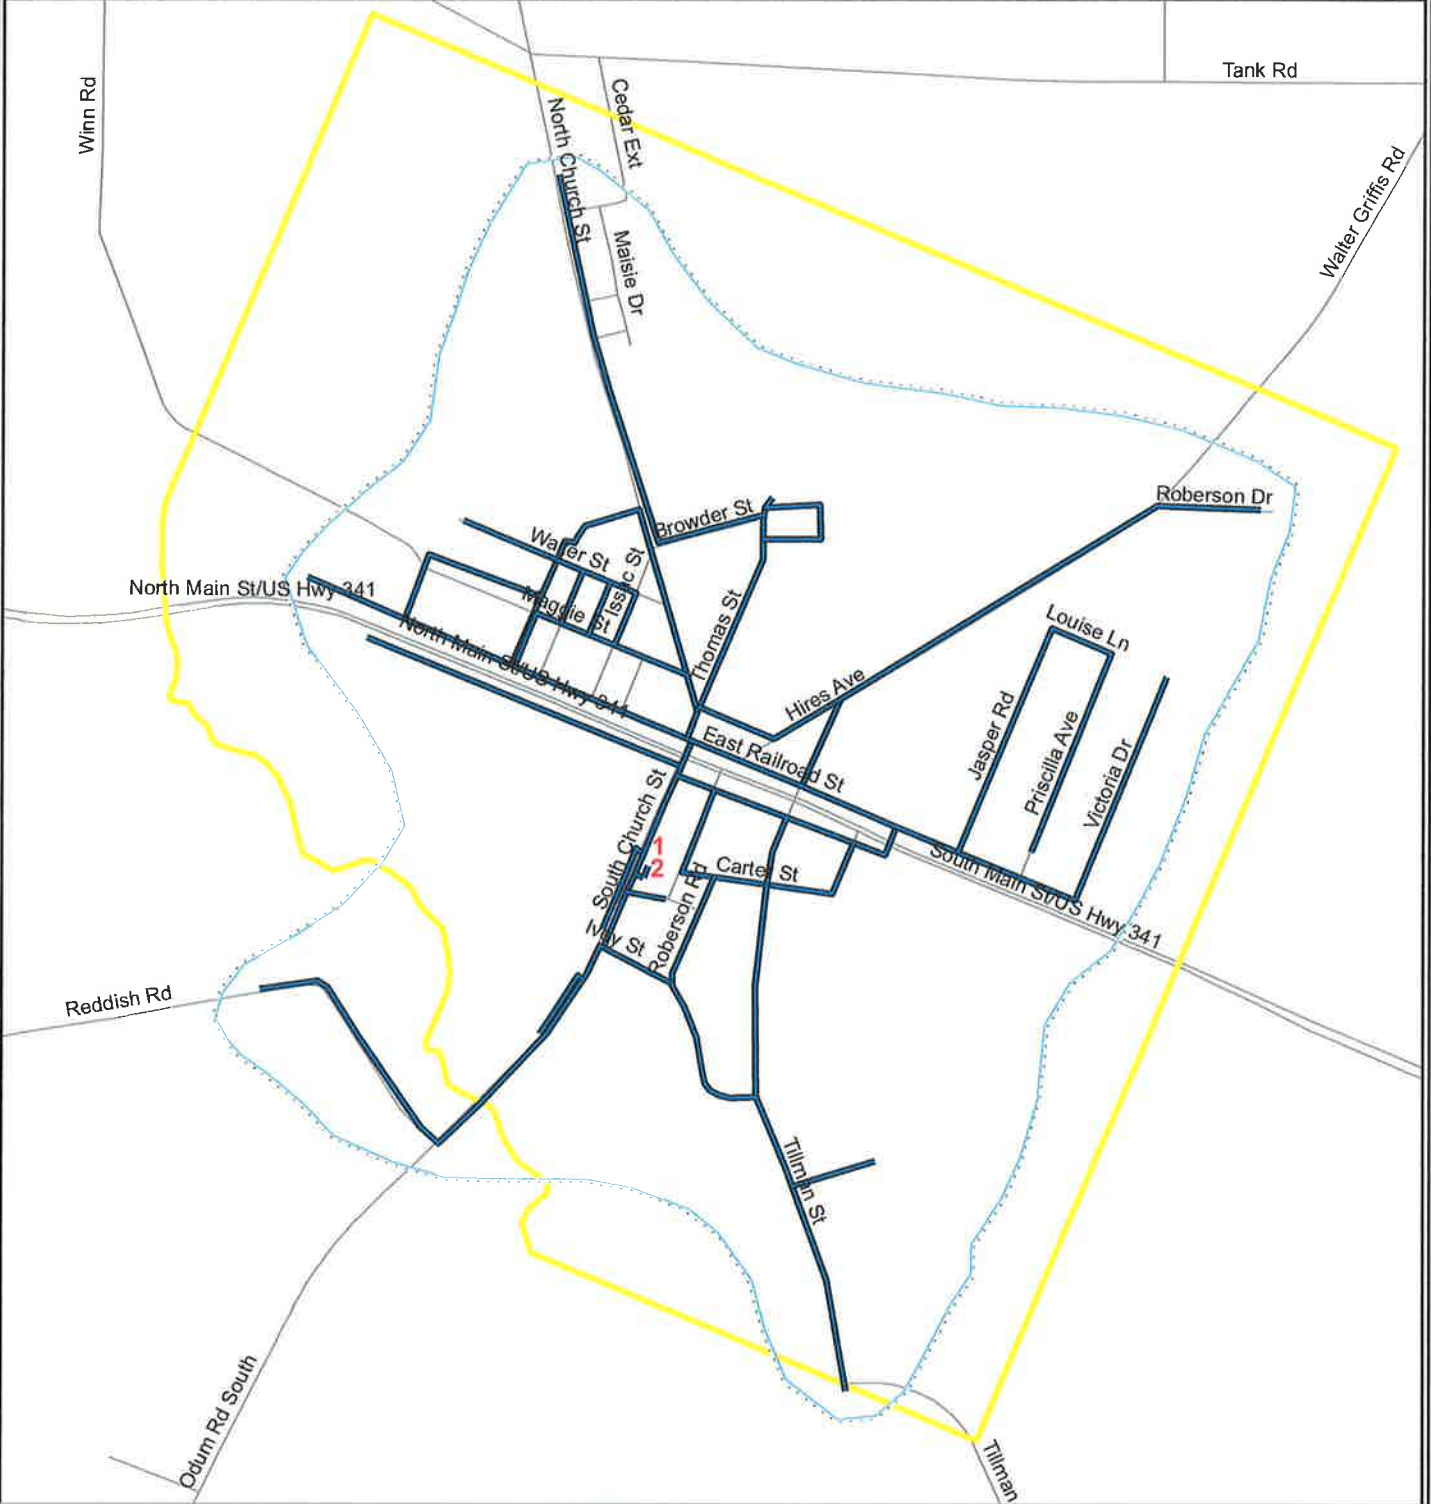 Tank Rd
Winn Rd
Cedar Ext
North Church St
Walter Griffis Rd
Maisie Dr
Roberson Dr
Browder St
Walter St
Issac St
North Main St/US Hwy 341
Maggie St
Thomas St
Louise Ln
North Main St/US Hwy 341
Hires Ave
Jasper Rd
Priscilla Ave
Victoria Dr
East Railroad St
South Church St
1
2
Carter St
South Main St/US Hwy 341
Roberson Rd
Reddish Rd
Tillman St
Odum Rd South
Tillman